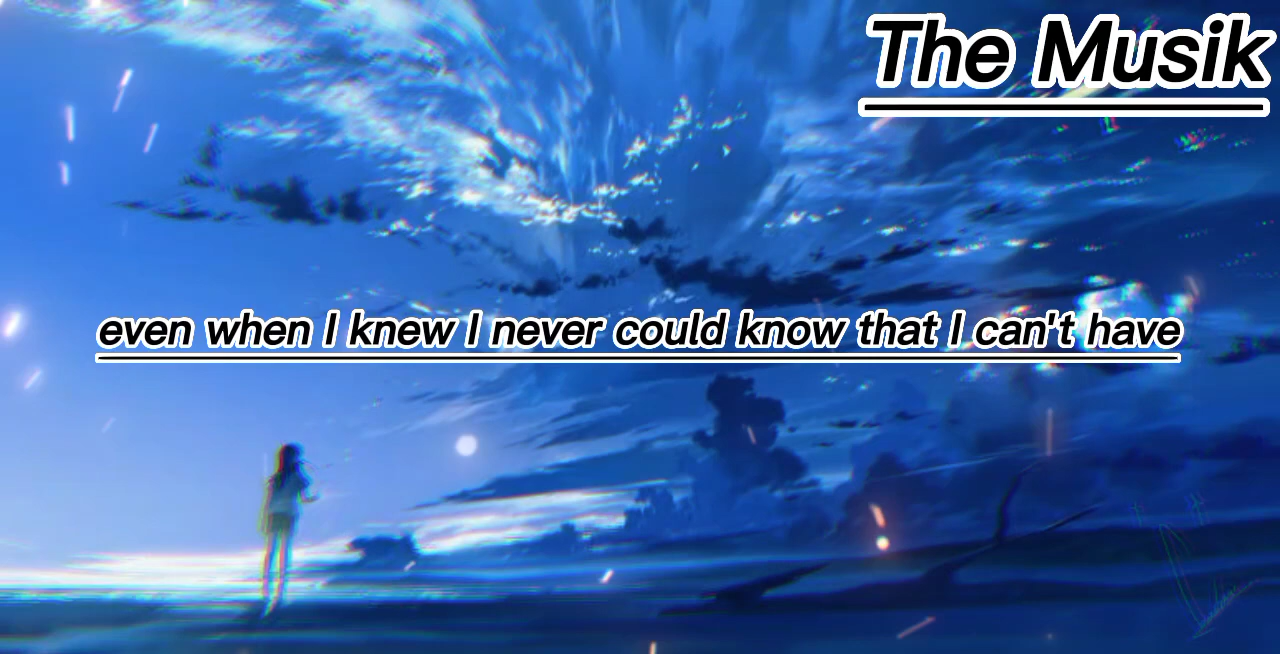 The Musik
even when I knew I never could know that I can't have